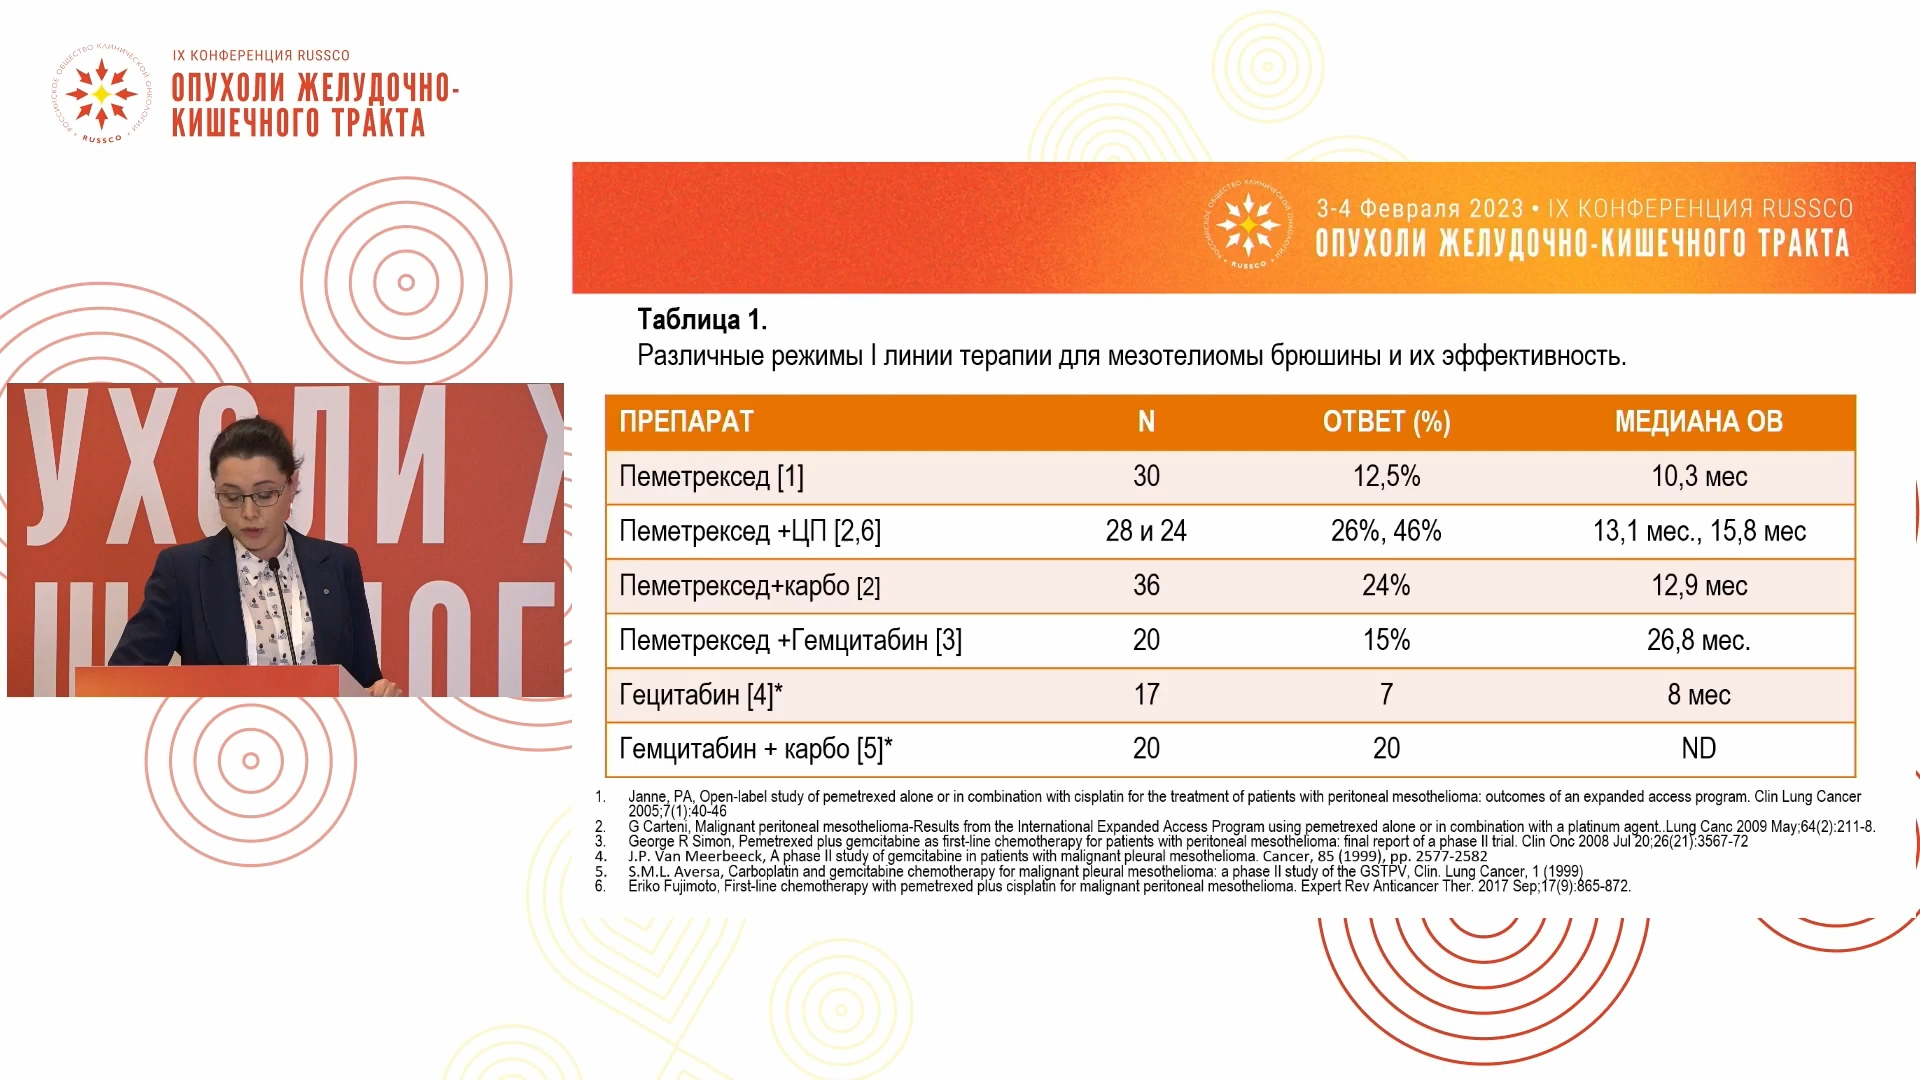 IX КОНФЕРЕНЦИЯ RUSSCO
ОПУХОЛИ ЖЕЛУДОЧНО-
КИШЕЧНОГО ТРАКТА
РОССИЙСКОЕ ОБЩЕСТВО КЛИНИЧЕСКОЙ ОНКОЛОГИИ • RUSSCO •
3-4 Февраля 2023 • IX КОНФЕРЕНЦИЯ RUSSCO
ОПУХОЛИ ЖЕЛУДОЧНО-КИШЕЧНОГО ТРАКТА
РОССИЙСКОЕ ОБЩЕСТВО КЛИНИЧЕСКОЙ ОНКОЛОГИИ • RUSSCO •
УХОЛИ Ж
Таблица 1.
Различные режимы I линии терапии для мезотелиомы брюшины и их эффективность.
ПРЕПАРАТ N ОТВЕТ (%) МЕДИАНА ОВ
Пеметрексед [1] 30 12,5% 10,3 мес
Пеметрексед +ЦП [2,6] 28 и 24 26%, 46% 13,1 мес., 15,8 мес
Пеметрексед+карбо [2] 36 24% 12,9 мес
Пеметрексед +Гемцитабин [3] 20 15% 26,8 мес.
Гецитабин [4]* 17 7 8 мес
Гемцитабин + карбо [5]* 20 20 ND
1. Janne, PA, Open-label study of pemetrexed alone or in combination with cisplatin for the treatment of patients with peritoneal mesothelioma: outcomes of an expanded access program. Clin Lung Cancer
2005;7(1):40-46
2. G Carteni, Malignant peritoneal mesothelioma-Results from the International Expanded Access Program using pemetrexed alone or in combination with a platinum agent..Lung Canc 2009 May;64(2):211-8.
3. George R Simon, Pemetrexed plus gemcitabine as first-line chemotherapy for patients with peritoneal mesothelioma: final report of a phase II trial. Clin Onc 2008 Jul 20;26(21):3567-72
4. J.P. Van Meerbeeck, A phase II study of gemcitabine in patients with malignant pleural mesothelioma. Cancer, 85 (1999), pp. 2577-2582
5. S.M.L. Aversa, Carboplatin and gemcitabine chemotherapy for malignant pleural mesothelioma: a phase II study of the GSTPV, Clin. Lung Cancer, 1 (1999)
6. Eriko Fujimoto, First-line chemotherapy with pemetrexed plus cisplatin for malignant peritoneal mesothelioma. Expert Rev Anticancer Ther. 2017 Sep;17(9):865-872.